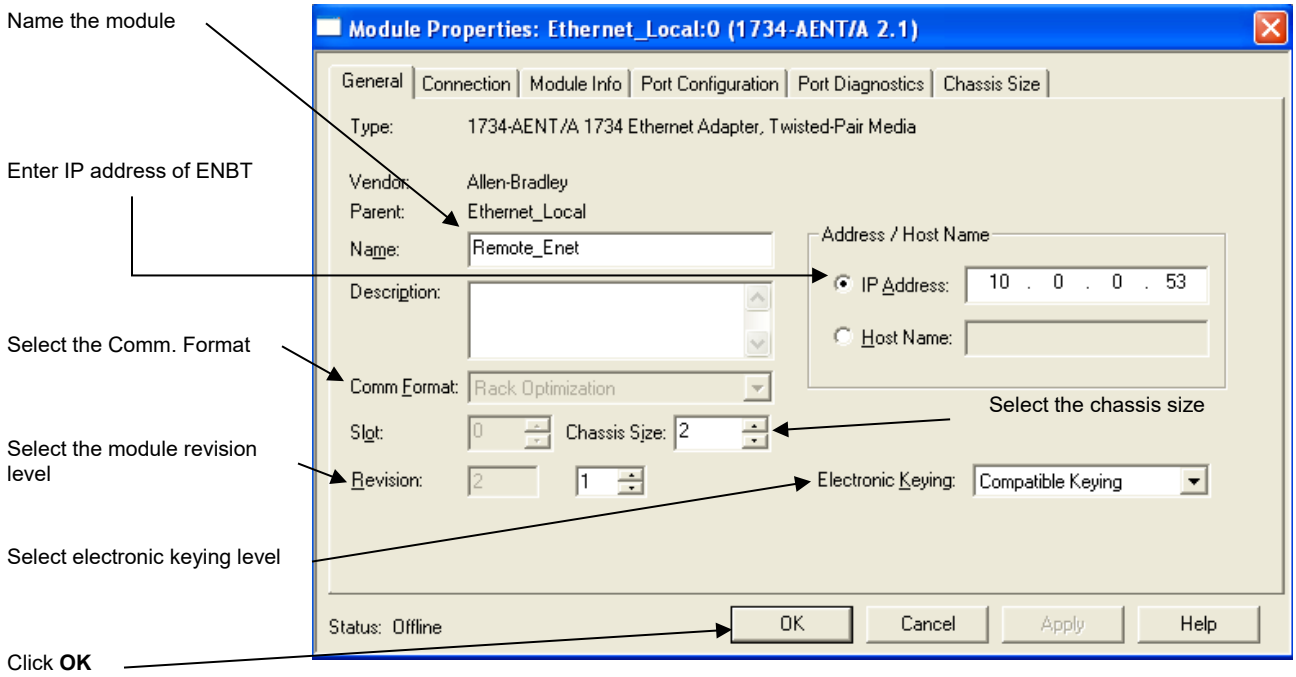 Name the module
Module Properties: Ethernet_Local:0 (1734-AENT/A 2.1)
General Connection Module Info Port Configuration Port Diagnostics Chassis Size
Type: 1734-AENT/A 1734 Ethernet Adapter, Twisted-Pair Media
Enter IP address of ENBT
Vendor: Allen-Bradley
Parent: Ethernet_Local
Name: Remote_Enet
Address / Host Name
IP Address: 10 . 0 . 0 . 53
Description:
Host Name:
Select the Comm. Format
Comm Format: Rack Optimization
Select the chassis size
Slot: 0 Chassis Size: 2
Select the module revision
level
Revision: 2 1
Electronic Keying: Compatible Keying
Select electronic keying level
Status: Offline
OK Cancel Apply Help
Click OK